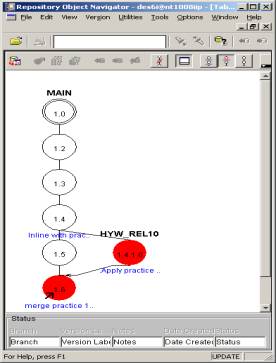 Repository Object Navigator - des6i@nt1008ip - [Tab...
File Edit View Version Utilities Tools Options Window Help
MAIN
1.0
1.2
1.3
1.4
Inline with prac..
HYW_REL10
1.5
1.4.1.0
Apply practice ..
1.6
merge practice 1..
Status
Branch Version L... Notes Date Created Status
Branch Version Labe Notes Date Created Status
For Help, press F1 UPDATE